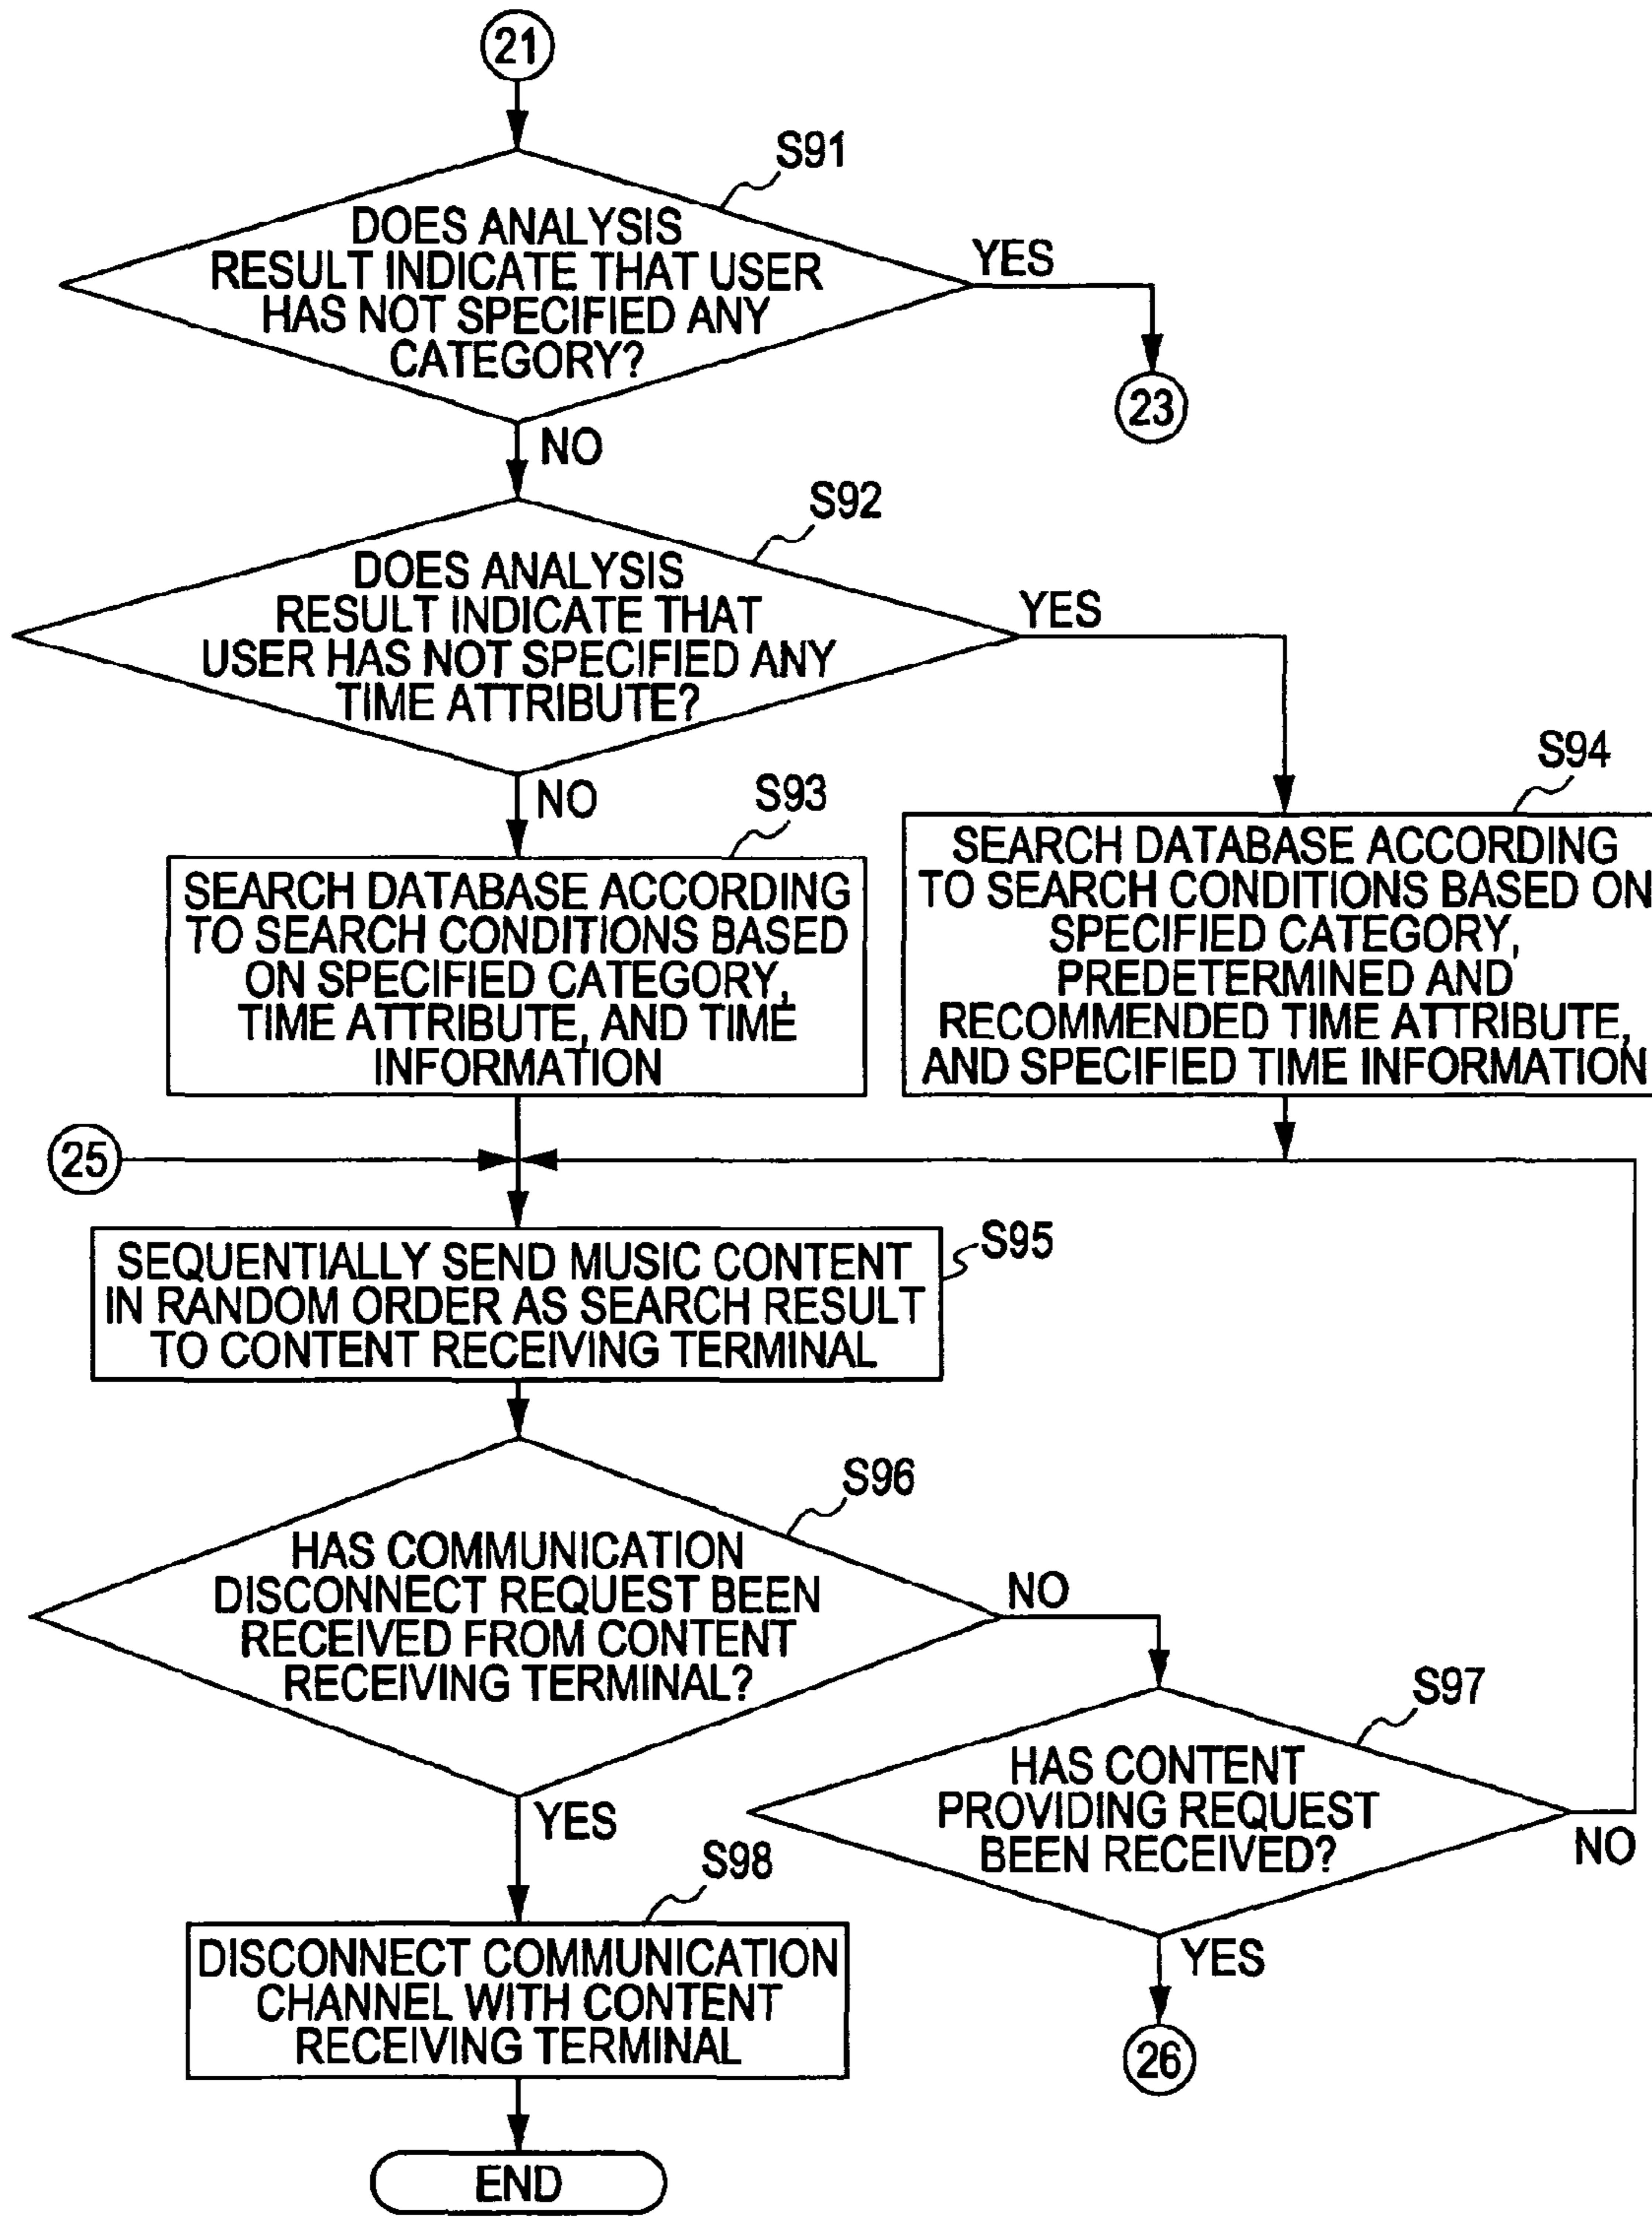 21
S91
DOES ANALYSIS
RESULT INDICATE THAT USER
HAS NOT SPECIFIED ANY
CATEGORY?
YES
23
NO
S92
DOES ANALYSIS
RESULT INDICATE THAT
USER HAS NOT SPECIFIED ANY
TIME ATTRIBUTE?
YES
NO
S93
SEARCH DATABASE ACCORDING
TO SEARCH CONDITIONS BASED
ON SPECIFIED CATEGORY,
TIME ATTRIBUTE, AND TIME
INFORMATION
S94
SEARCH DATABASE ACCORDING
TO SEARCH CONDITIONS BASED ON
SPECIFIED CATEGORY,
PREDETERMINED AND
RECOMMENDED TIME ATTRIBUTE,
AND SPECIFIED TIME INFORMATION
25
S95
SEQUENTIALLY SEND MUSIC CONTENT
IN RANDOM ORDER AS SEARCH RESULT
TO CONTENT RECEIVING TERMINAL
S96
HAS COMMUNICATION
DISCONNECT REQUEST BEEN
RECEIVED FROM CONTENT
RECEIVING TERMINAL?
NO
S97
HAS CONTENT
PROVIDING REQUEST
BEEN RECEIVED?
NO
YES
26
YES
S98
DISCONNECT COMMUNICATION
CHANNEL WITH CONTENT
RECEIVING TERMINAL
END